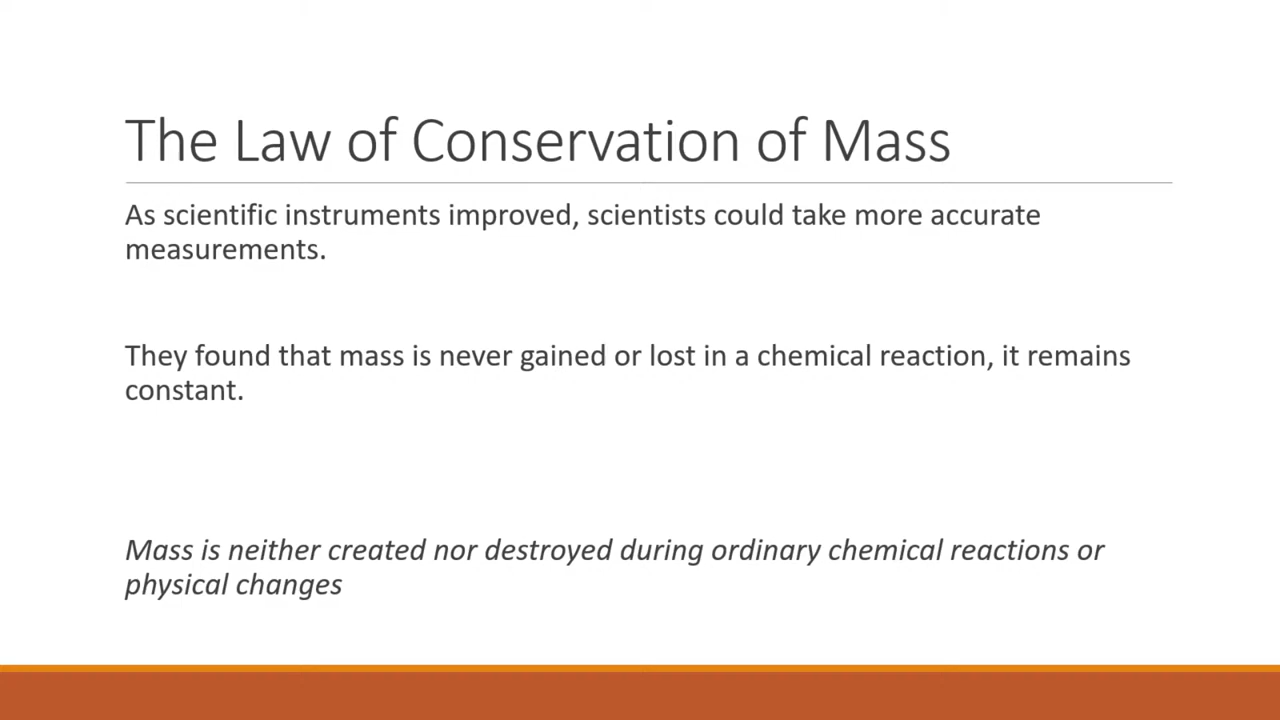 The Law of Conservation of Mass
As scientific instruments improved, scientists could take more accurate
measurements.
They found that mass is never gained or lost in a chemical reaction, it remains
constant.
Mass is neither created nor destroyed during ordinary chemical reactions or
physical changes